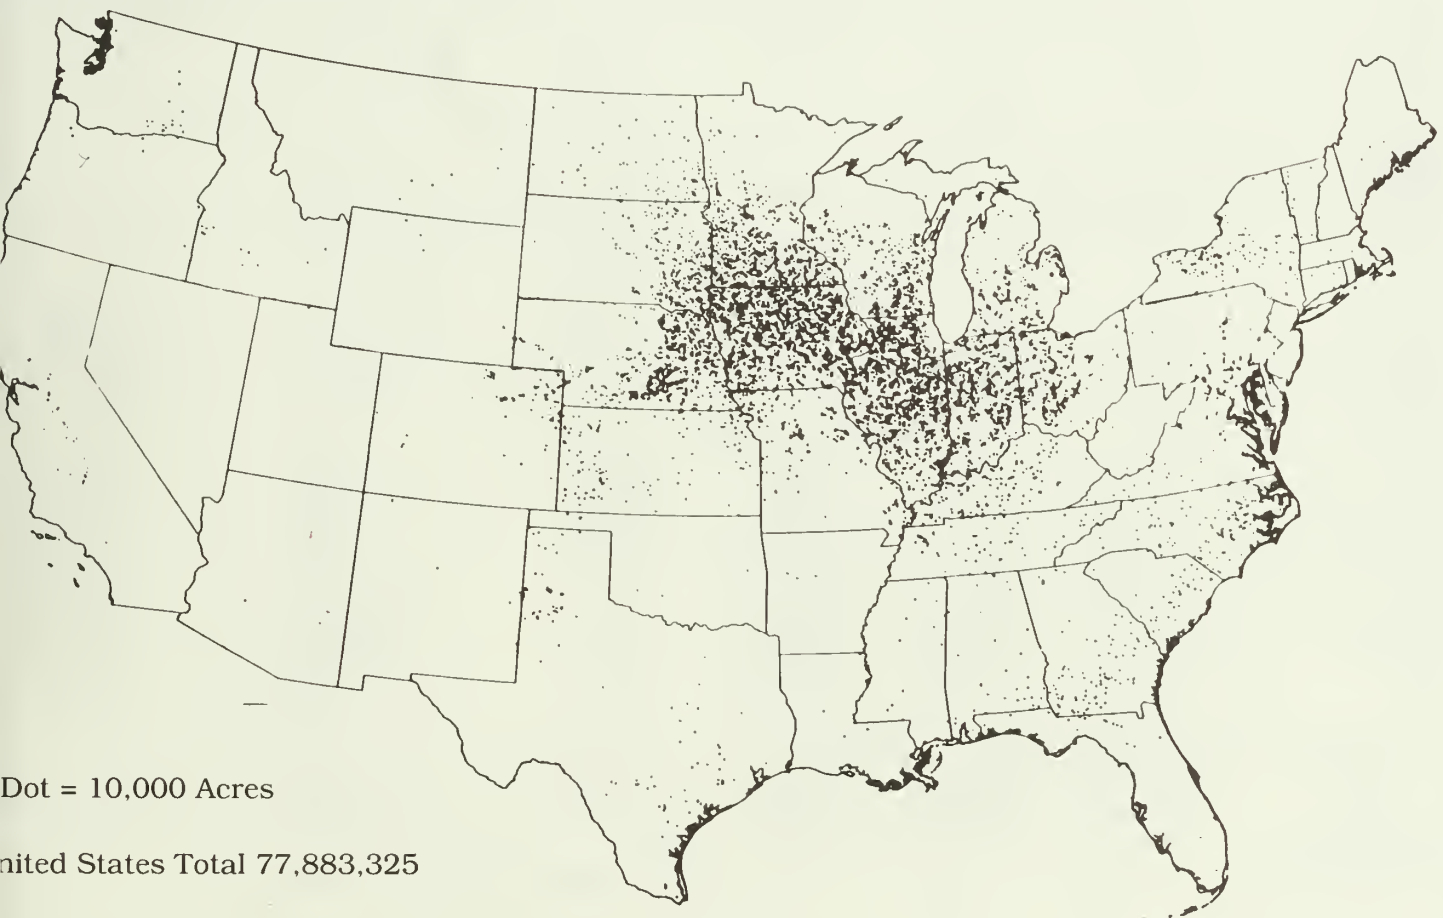 Dot = 10,000 Acres
nited States Total 77,883,325